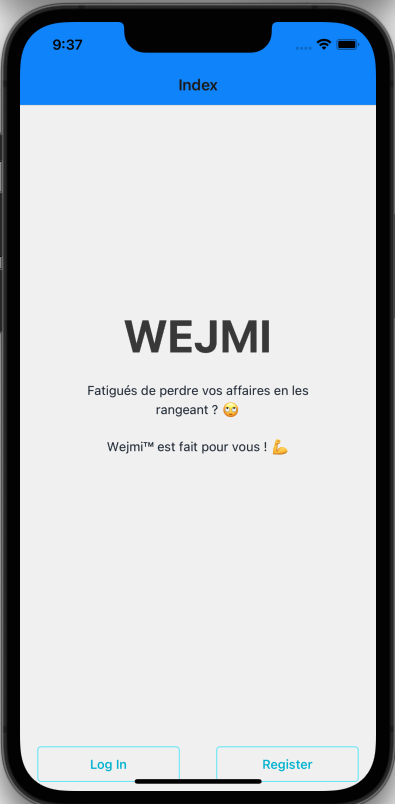 9:37
Index
WEJMI
Fatigués de perdre vos affaires en les
rangeant ? 🙄
Wejmi™ est fait pour vous ! 💪
Log In
Register